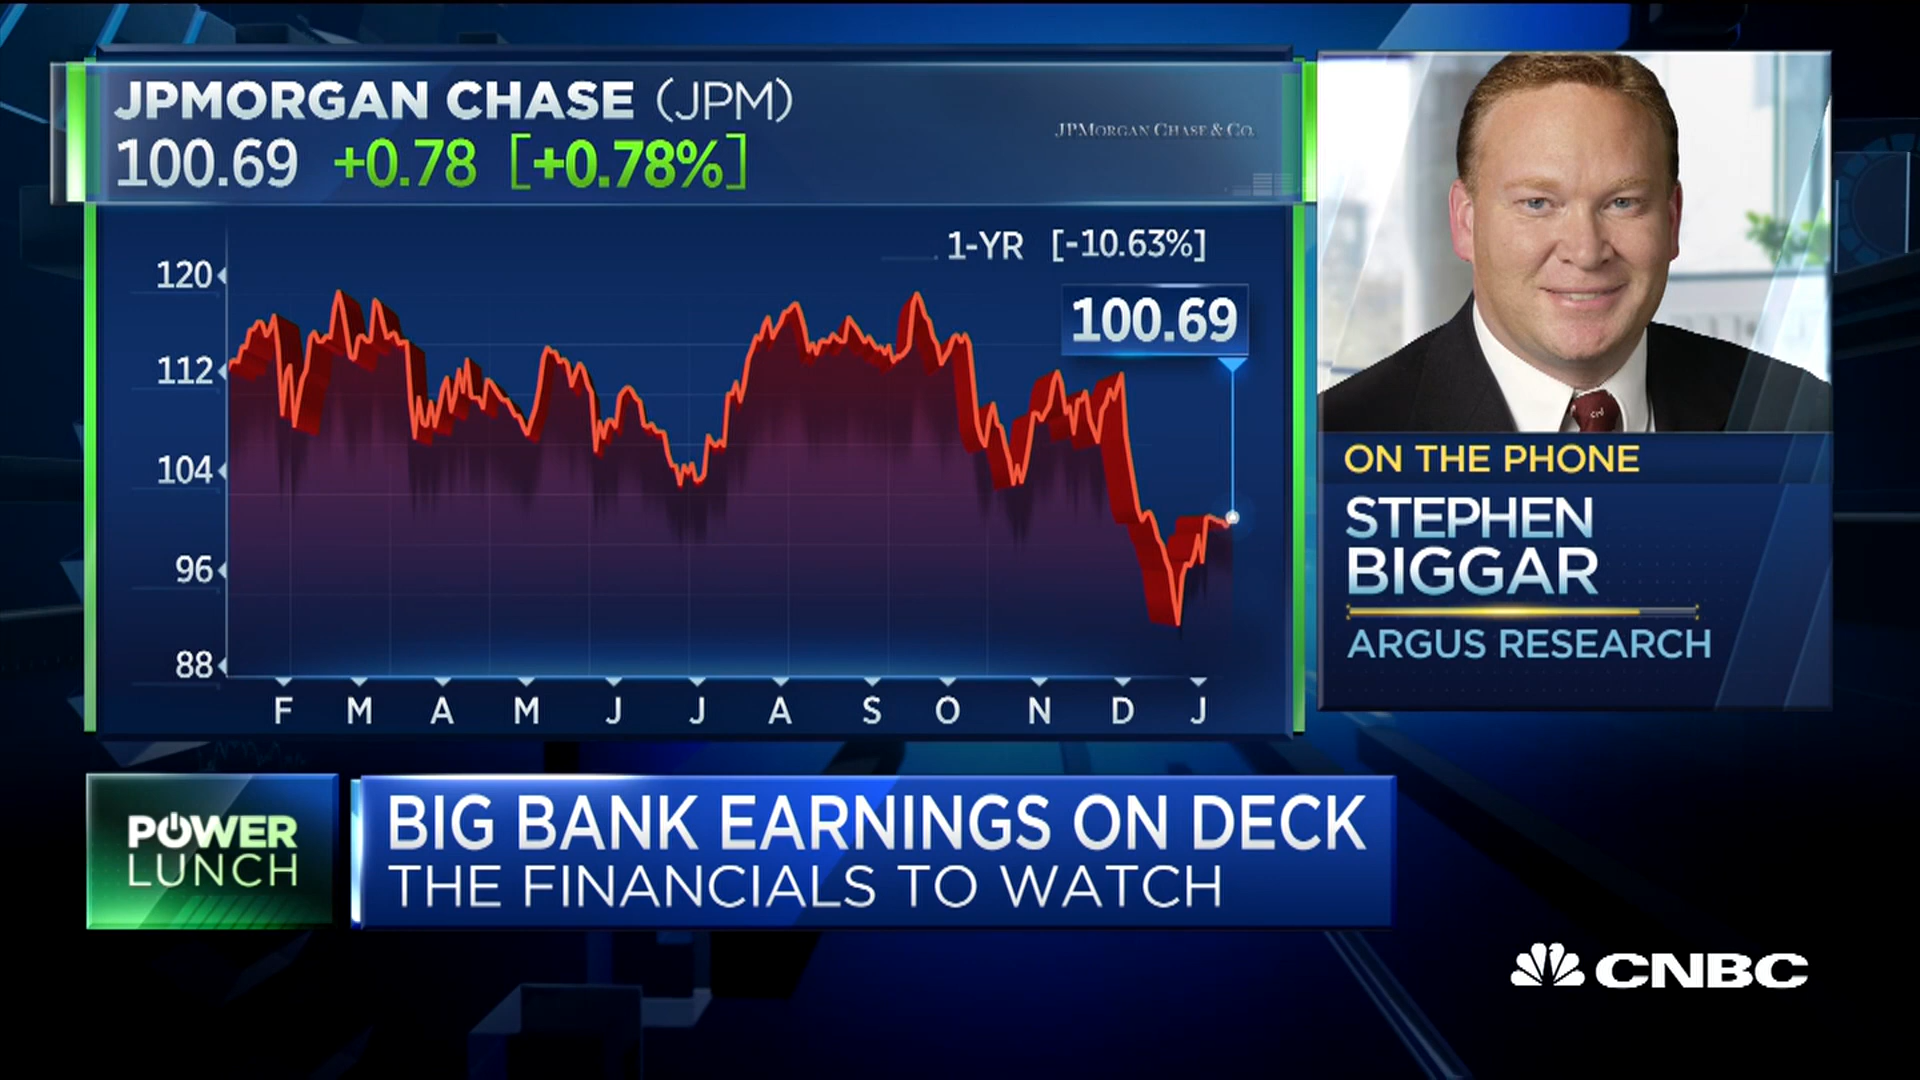 JPMORGAN CHASE (JPM)
100.69 +0.78 [+0.78%]
JPMORGAN CHASE & CO.
1-YR [-10.63%]
100.69
120
112
104
96
88
F M A M J J A S O N D J
ON THE PHONE
STEPHEN
BIGGAR
ARGUS RESEARCH
POWER
LUNCH
BIG BANK EARNINGS ON DECK
THE FINANCIALS TO WATCH
CNBC